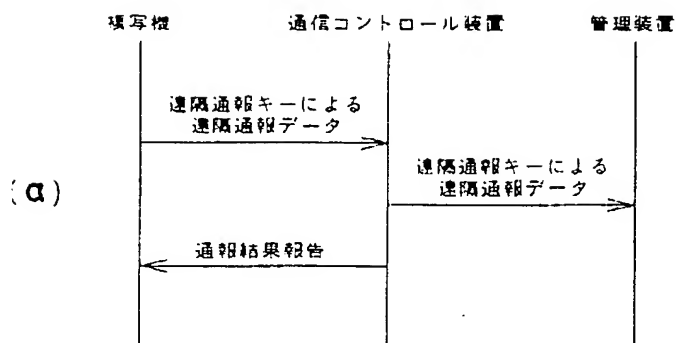 複写機 通信コントロール装置 管理装置
遠隔通報キーによる
遠隔通報データ
遠隔通報キーによる
遠隔通報データ
(a)
通報結果報告